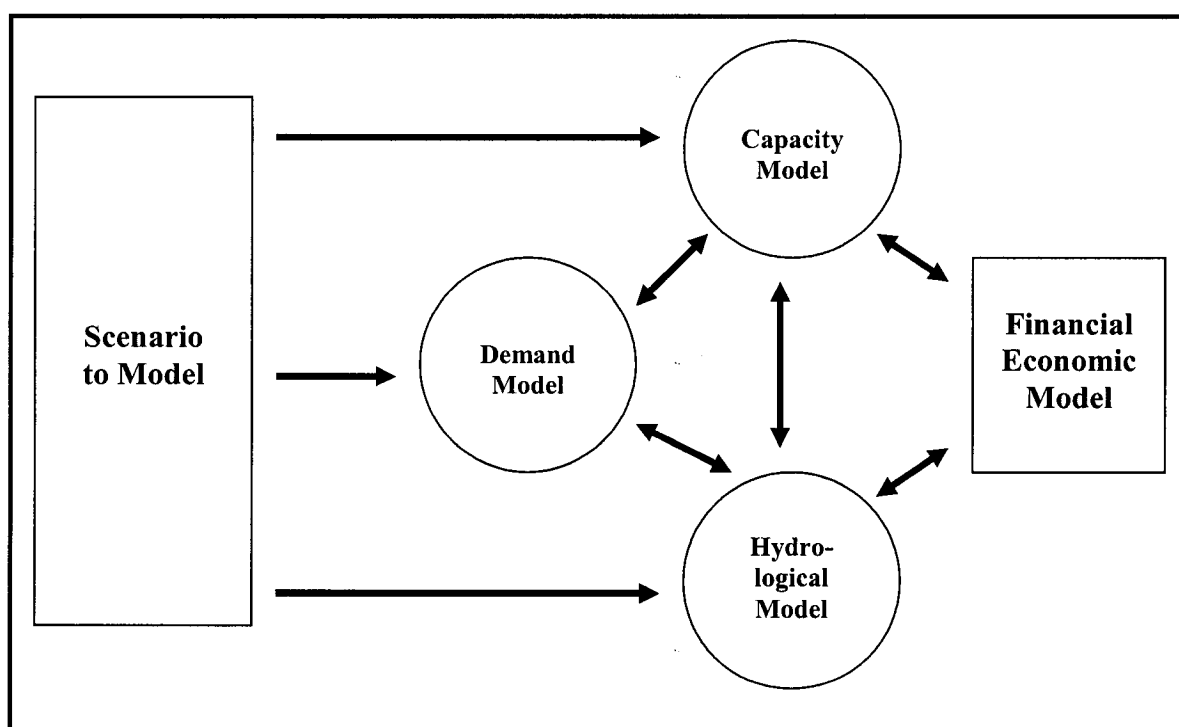 Scenario
to Model
Demand
Model
Capacity
Model
Hydro-
logical
Model
Financial
Economic
Model